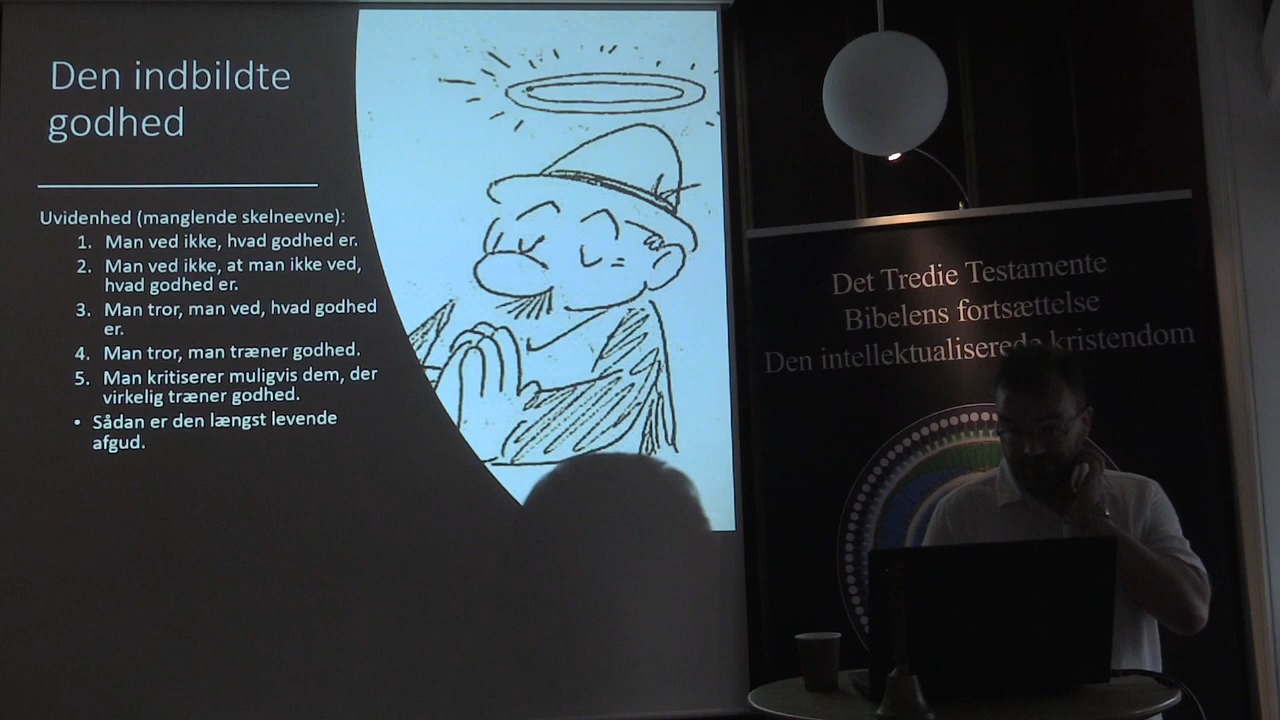 Den indbildte
godhed
Uvidenhed (manglende skelneevne):
1. Man ved ikke, hvad godhed er.
2. Man ved ikke, at man ikke ved,
hvad godhed er.
3. Man tror, man ved, hvad godhed
er.
4. Man tror, man træner godhed.
5. Man kritiserer muligvis dem, der
virkelig træner godhed.
• Sådan er den længst levende
afgud.
Det Tredie Testamente
Bibelens fortsættelse
Den intellektualiserede kristendom